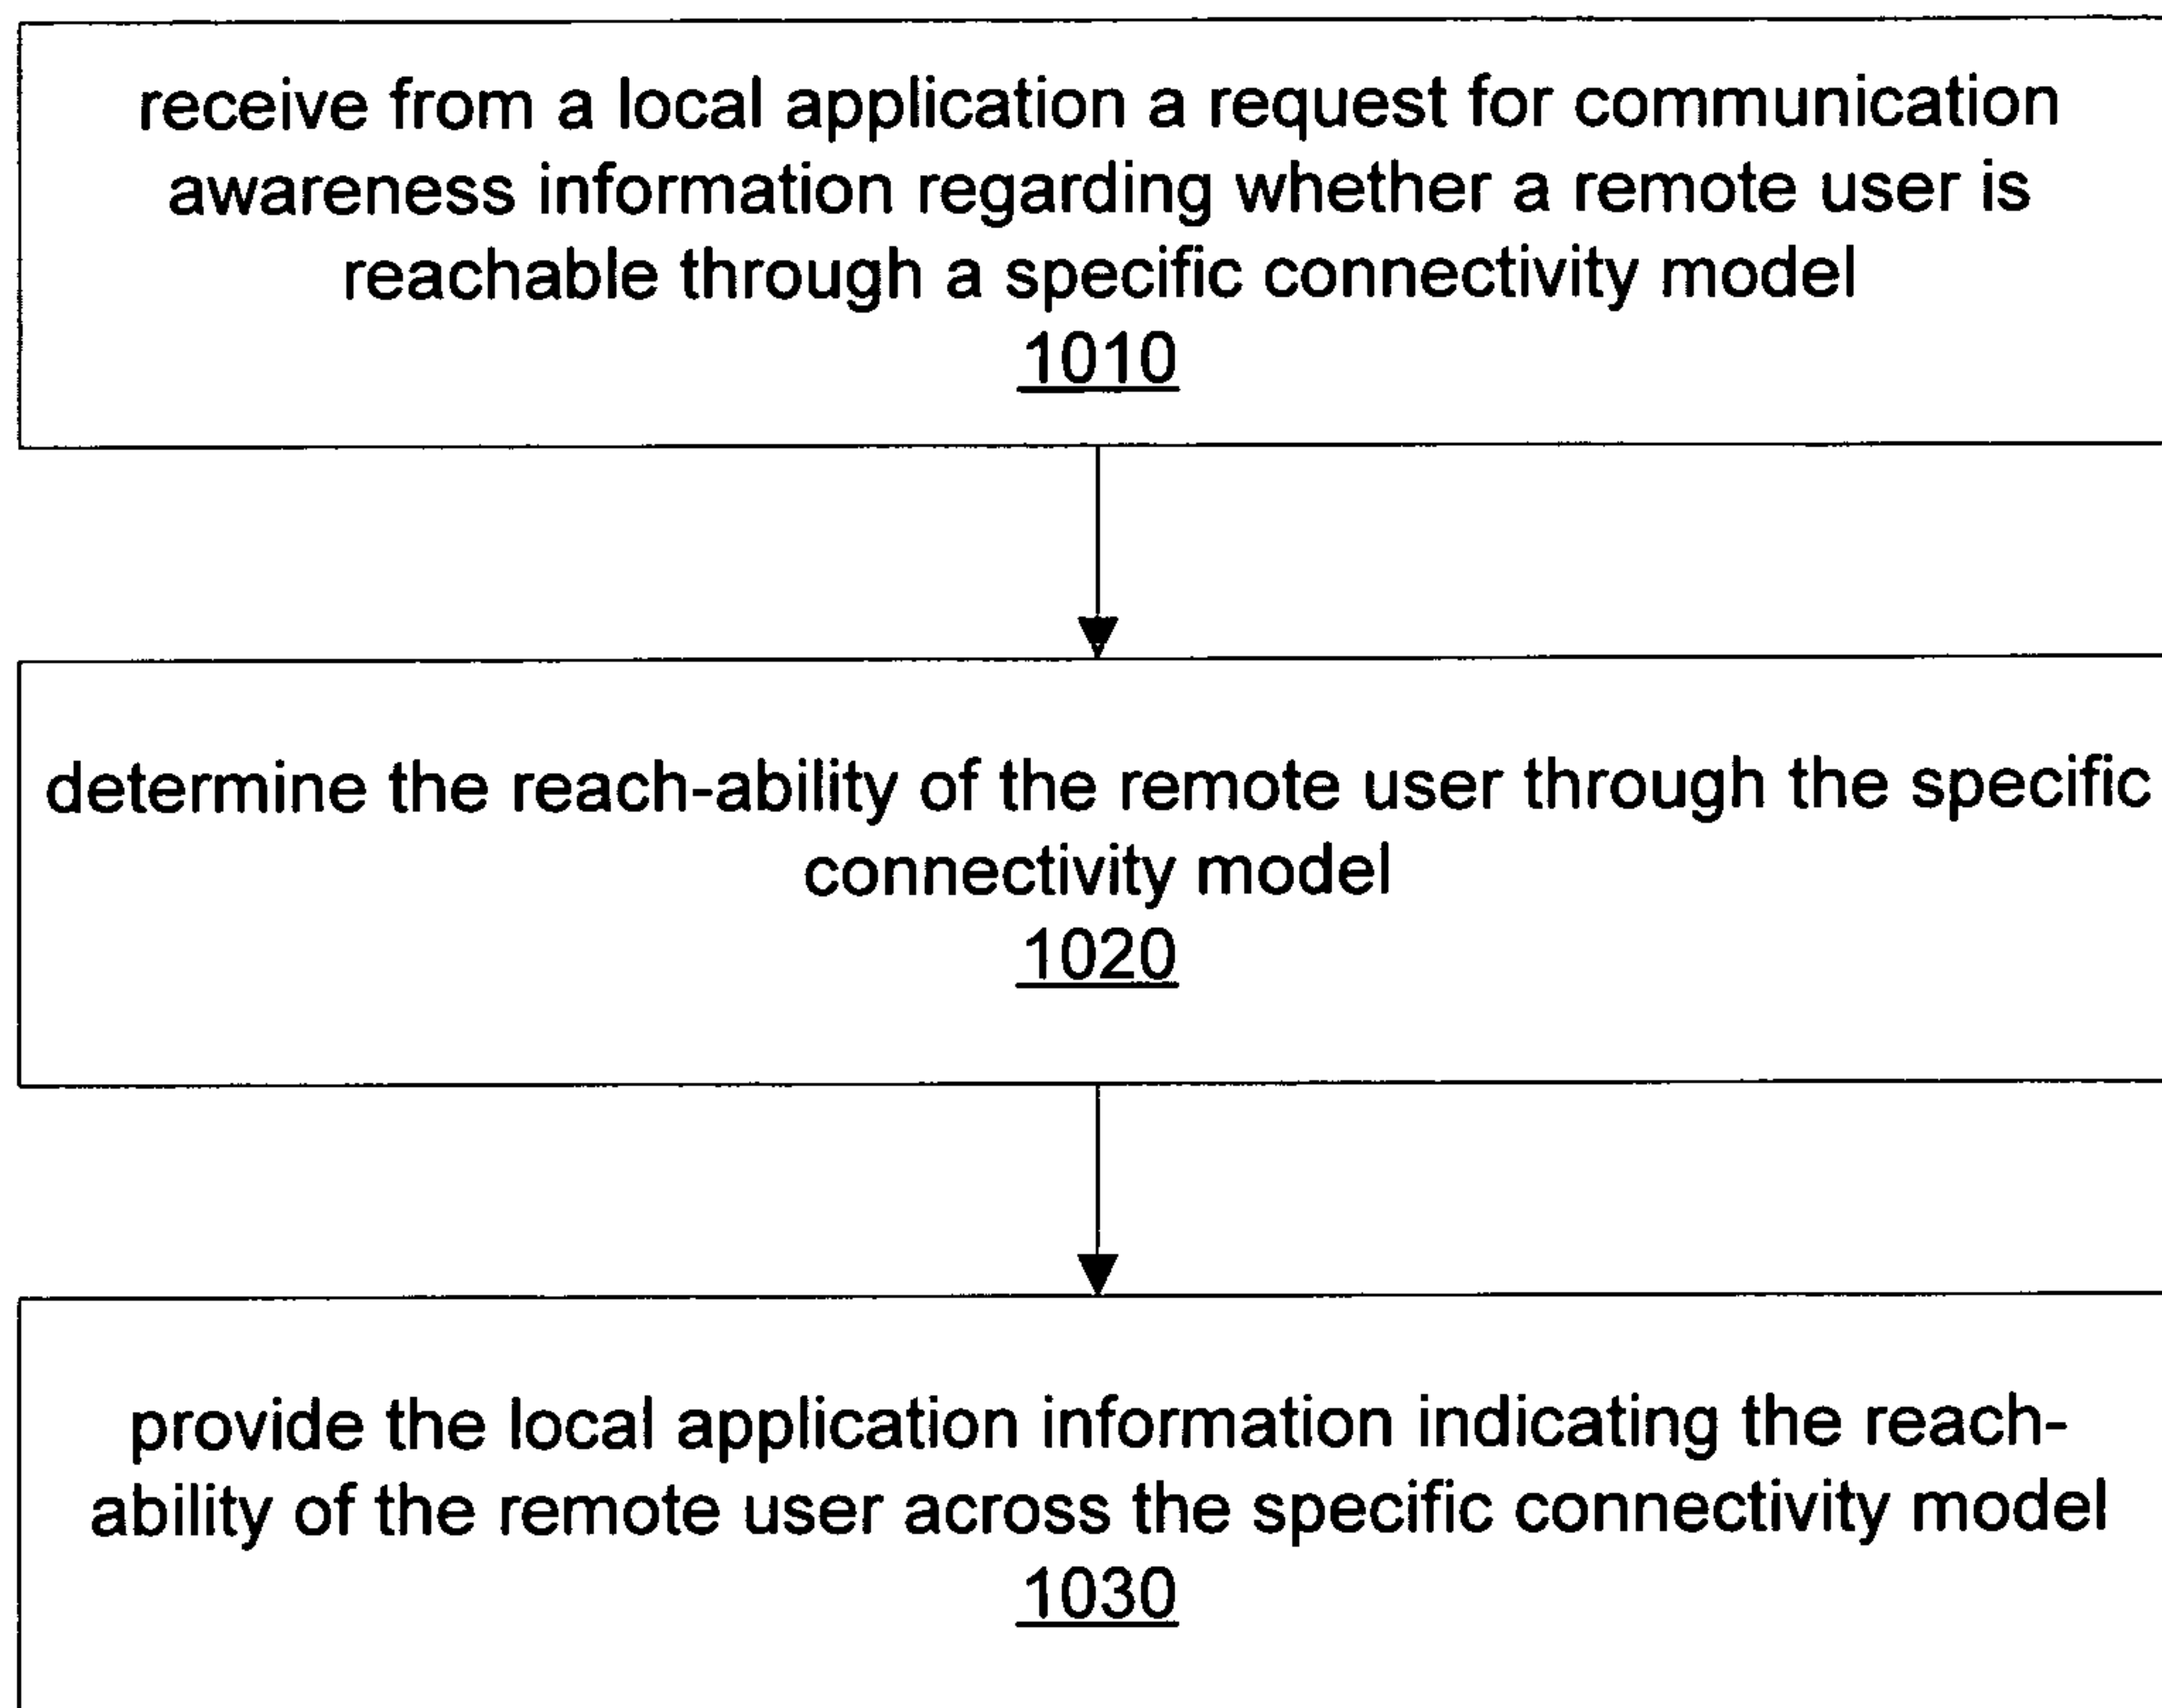 receive from a local application a request for communication
awareness information regarding whether a remote user is
reachable through a specific connectivity model
1010
determine the reach-ability of the remote user through the specific
connectivity model
1020
provide the local application information indicating the reach-
ability of the remote user across the specific connectivity model
1030